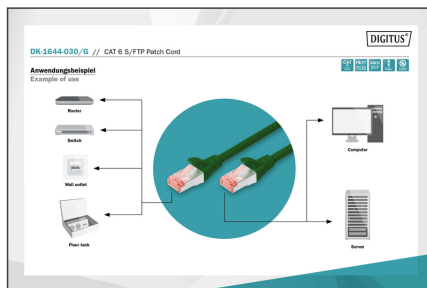 DIGITUS®
DK-1644-030/G // CAT 6 S/FTP Patch Cord
Anwendungsbeispiel
Example of use
Router
Switch
Wall outlet
Floor tank
Computer
Server